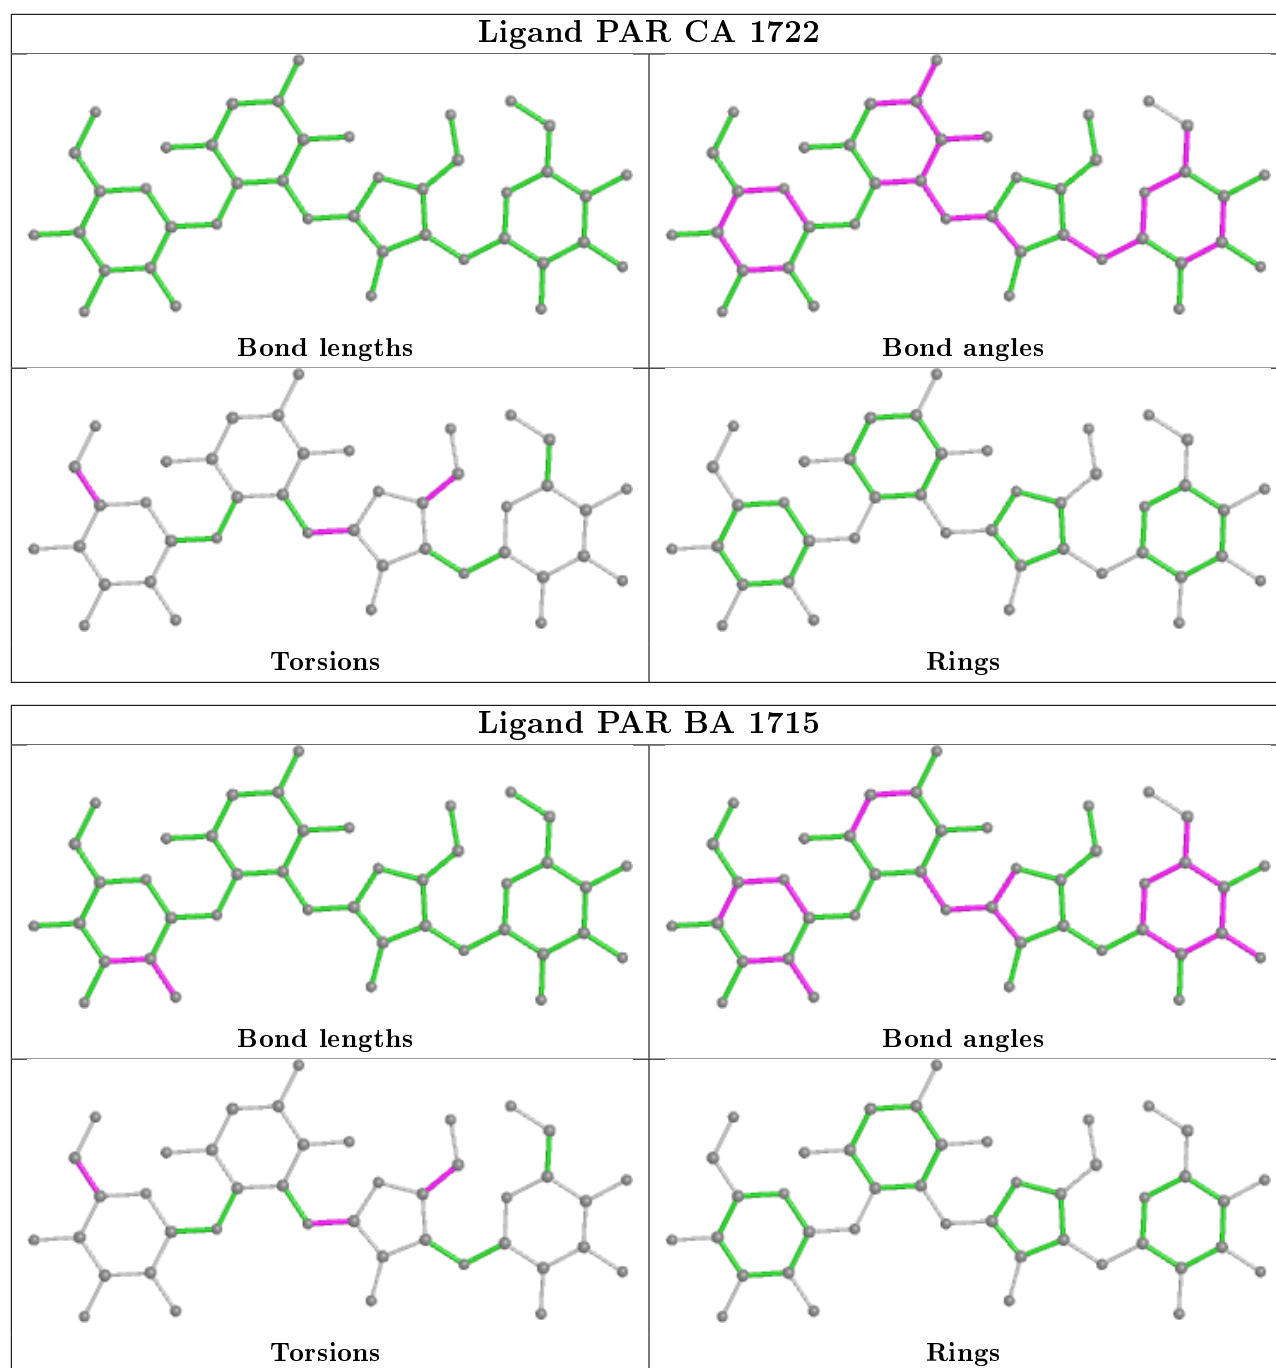 Ligand PAR CA 1722
Bond lengths
Bond angles
Torsions
Rings
Ligand PAR BA 1715
Bond lengths
Bond angles
Torsions
Rings